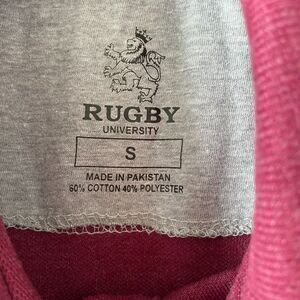 RUGBY
UNIVERSITY
S
MADE IN PAKISTAN
60% COTTON 40% POLYESTER